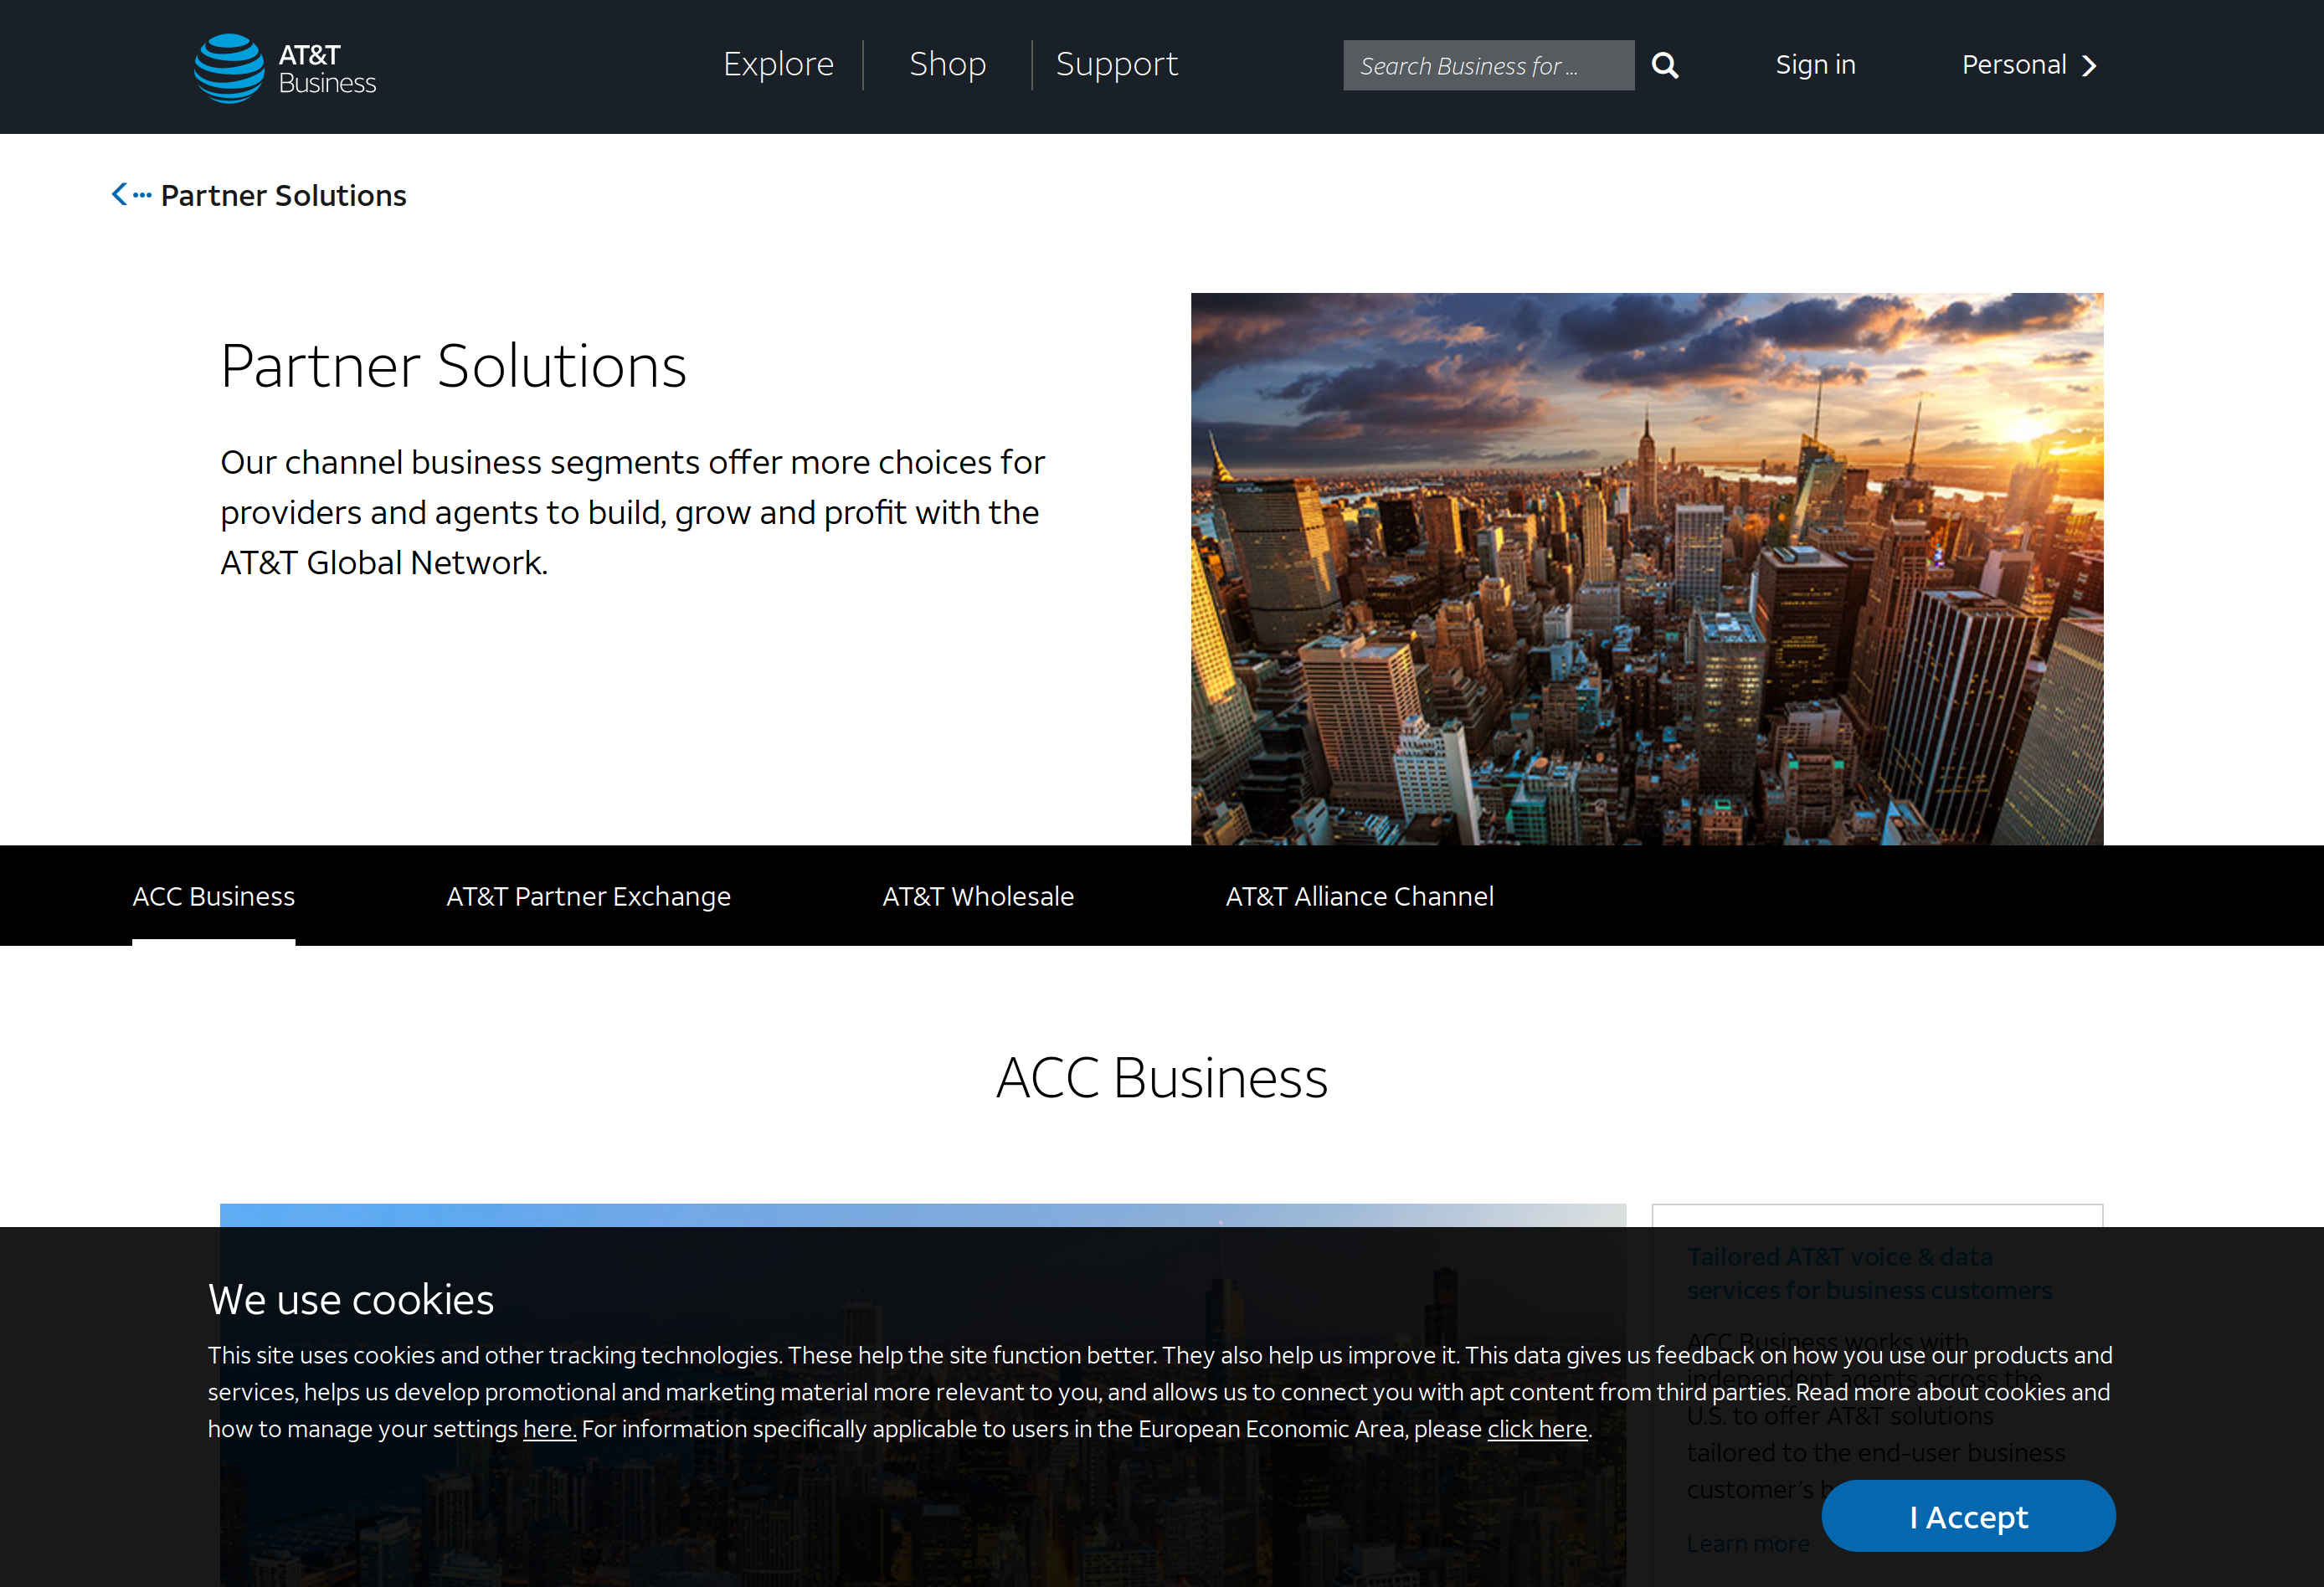 AT&T
Business
Explore
Shop
Support
Search Business for ...
Sign in
Personal
Partner Solutions
Partner Solutions
Our channel business segments offer more choices for
providers and agents to build, grow and profit with the
AT&T Global Network.
MetLife
ACC Business
AT&T Partner Exchange
AT&T Wholesale
AT&T Alliance Channel
ACC Business
Tailored AT&T voice & data
services for business customers
ACC Business works with
independent agents across the
U.S. to offer AT&T solutions
tailored to the end-user business
customer's
Learn more
We use cookies
This site uses cookies and other tracking technologies. These help the site function better. They also help us improve it. This data gives us feedback on how you use our products and
services, helps us develop promotional and marketing material more relevant to you, and allows us to connect you with apt content from third parties. Read more about cookies and
how to manage your settings here. For information specifically applicable to users in the European Economic Area, please click here.
I Accept